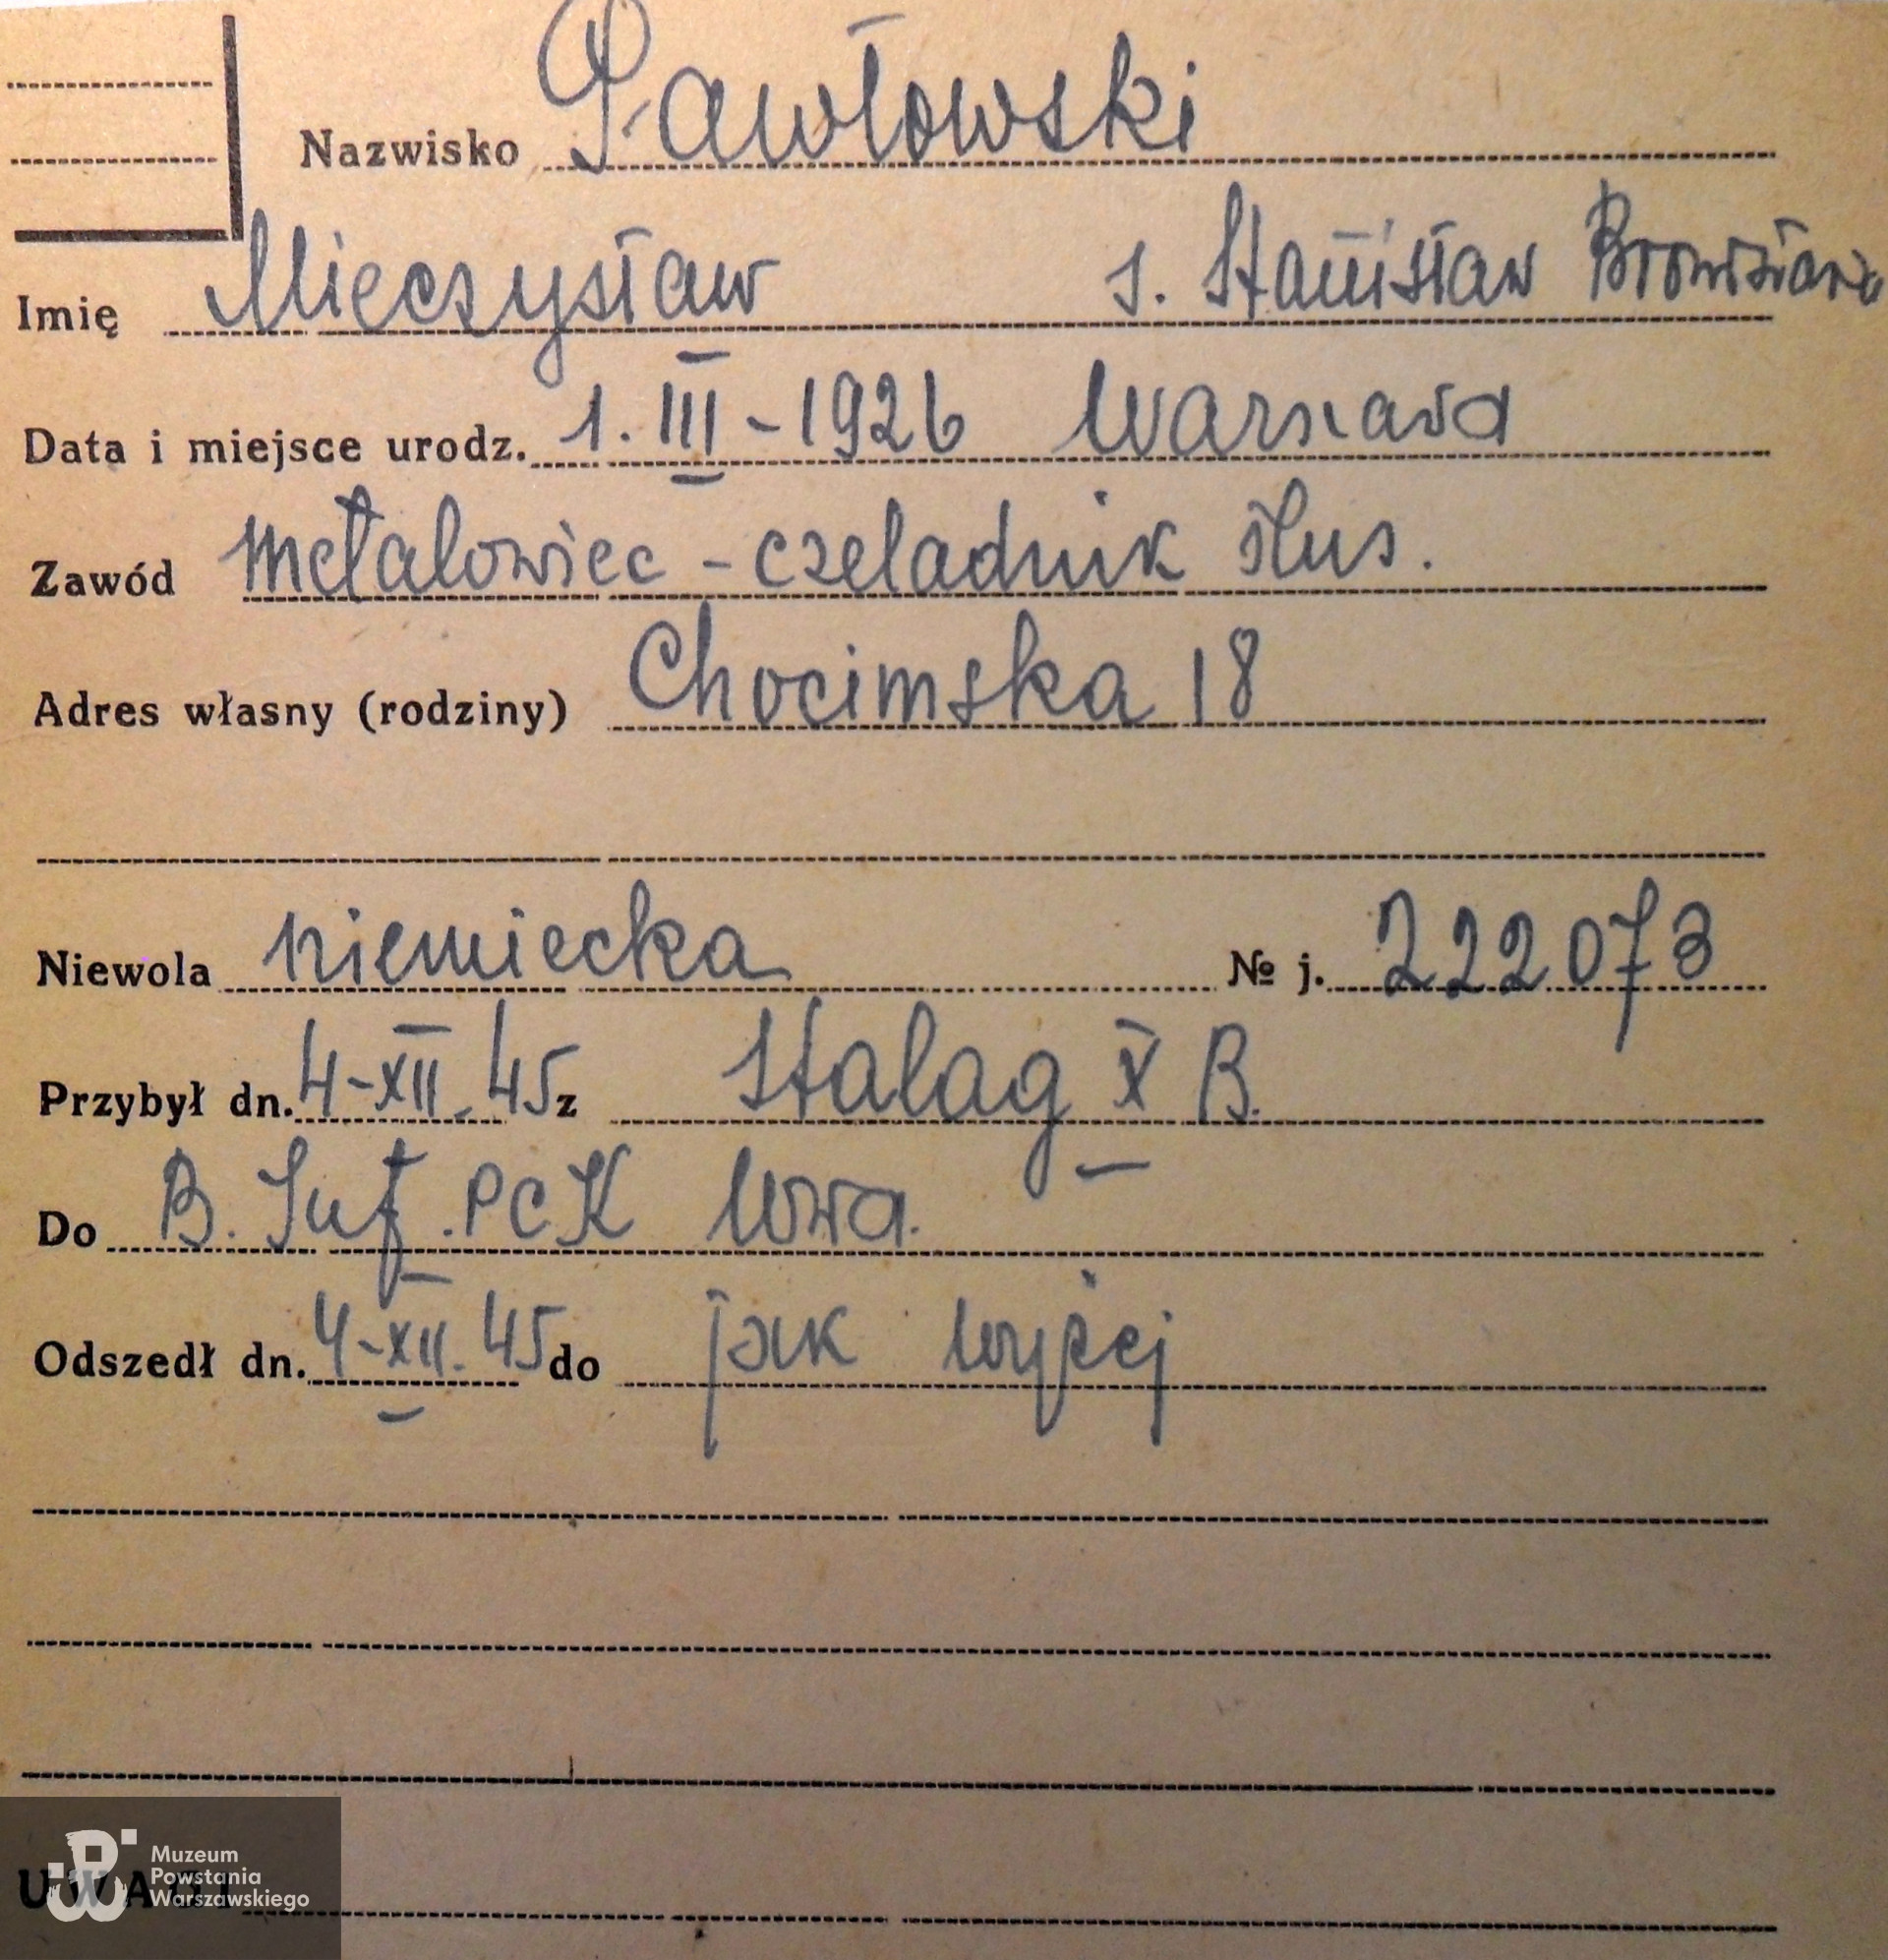 Nazwisko Pawłowski
Imię Mieczysław s. Stanisław Bronisława
Data i miejsce urodz. 1. III - 1926 Warszawa
Zawód Metalowiec - czeladnik ślus.
Adres własny (rodziny) Chocimska 18
Niewola niemiecka № j. 222073
Przybył dn. 4-XII. 45 z Stalag X B.
Do B. Inf. PCK Wwa.
Odszedł dn. 4-XII. 45 do jak wyżej
UWAGI
Muzeum
Powstania
Warszawskiego